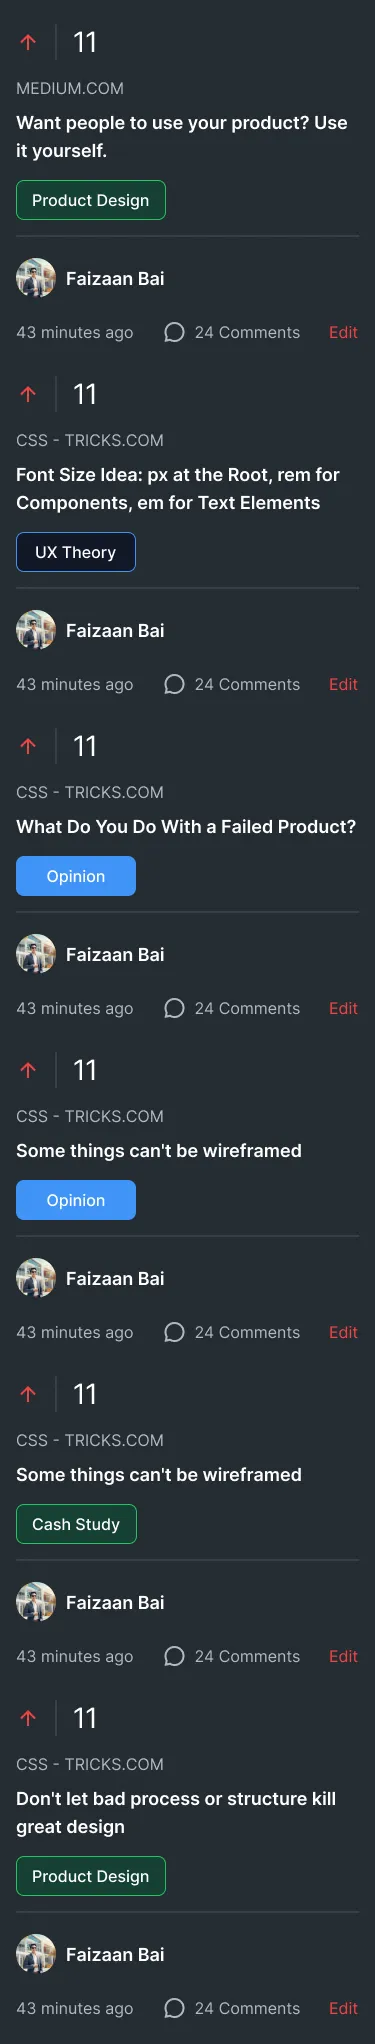 11
MEDIUM.COM
Want people to use your product? Use
it yourself.
Product Design
Faizaan Bai
43 minutes ago 24 Comments Edit
11
CSS - TRICKS.COM
Font Size Idea: px at the Root, rem for
Components, em for Text Elements
UX Theory
Faizaan Bai
43 minutes ago 24 Comments Edit
11
CSS - TRICKS.COM
What Do You Do With a Failed Product?
Opinion
Faizaan Bai
43 minutes ago 24 Comments Edit
11
CSS - TRICKS.COM
Some things can't be wireframed
Opinion
Faizaan Bai
43 minutes ago 24 Comments Edit
11
CSS - TRICKS.COM
Some things can't be wireframed
Cash Study
Faizaan Bai
43 minutes ago 24 Comments Edit
11
CSS - TRICKS.COM
Don't let bad process or structure kill
great design
Product Design
Faizaan Bai
43 minutes ago 24 Comments Edit